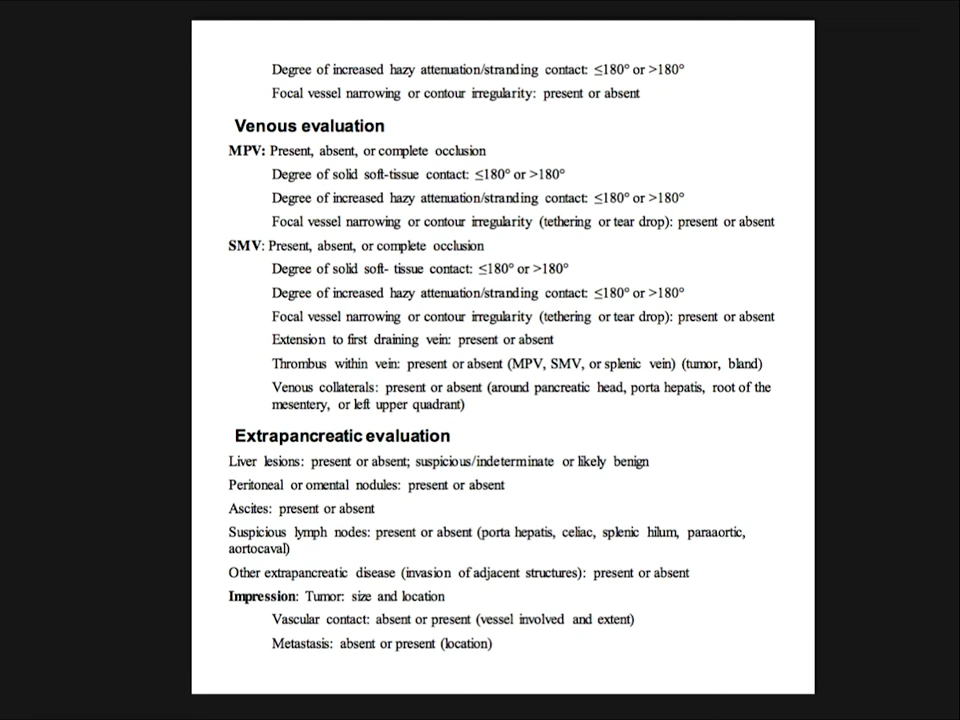 Degree of increased hazy attenuation/stranding contact: ≤180° or >180°
Focal vessel narrowing or contour irregularity: present or absent
Venous evaluation
MPV: Present, absent, or complete occlusion
Degree of solid soft-tissue contact: ≤180° or >180°
Degree of increased hazy attenuation/stranding contact: ≤180° or >180°
Focal vessel narrowing or contour irregularity (tethering or tear drop): present or absent
SMV: Present, absent, or complete occlusion
Degree of solid soft- tissue contact: ≤180° or >180°
Degree of increased hazy attenuation/stranding contact: ≤180° or >180°
Focal vessel narrowing or contour irregularity (tethering or tear drop): present or absent
Extension to first draining vein: present or absent
Thrombus within vein: present or absent (MPV, SMV, or splenic vein) (tumor, bland)
Venous collaterals: present or absent (around pancreatic head, porta hepatis, root of the
mesentery, or left upper quadrant)
Extrapancreatic evaluation
Liver lesions: present or absent; suspicious/indeterminate or likely benign
Peritoneal or omental nodules: present or absent
Ascites: present or absent
Suspicious lymph nodes: present or absent (porta hepatis, celiac, splenic hilum, paraaortic,
aortocaval)
Other extrapancreatic disease (invasion of adjacent structures): present or absent
Impression: Tumor: size and location
Vascular contact: absent or present (vessel involved and extent)
Metastasis: absent or present (location)